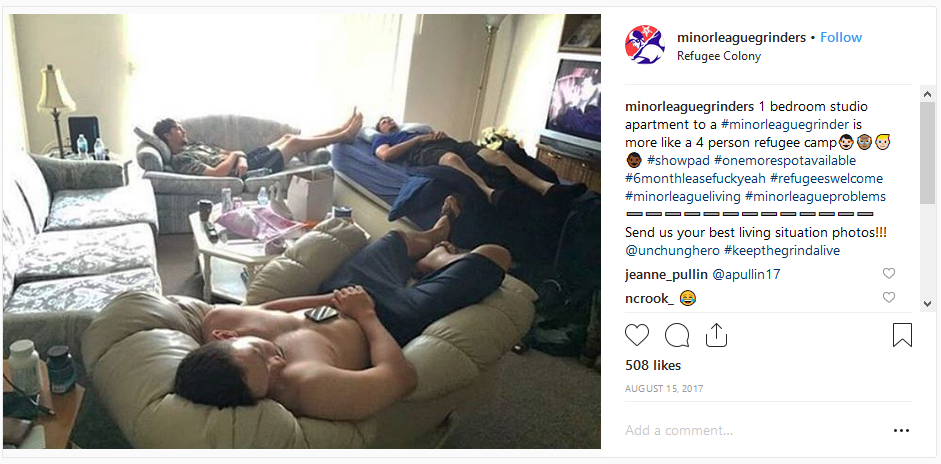 minorleaguegrinders • Follow
Refugee Colony
minorleaguegrinders 1 bedroom studio
apartment to a #minorleaguegrinder is
more like a 4 person refugee camp
#showpad #onemorespotavailable
#6monthleasefuckyeah #refugeeswelcome
#minorleagueliving #minorleagueproblems
Send us your best living situation photos!!!
@unchunghero #keepthegrindalive
jeanne_pullin @apullin17
ncrook_ 😂
508 likes
AUGUST 15, 2017
Add a comment...